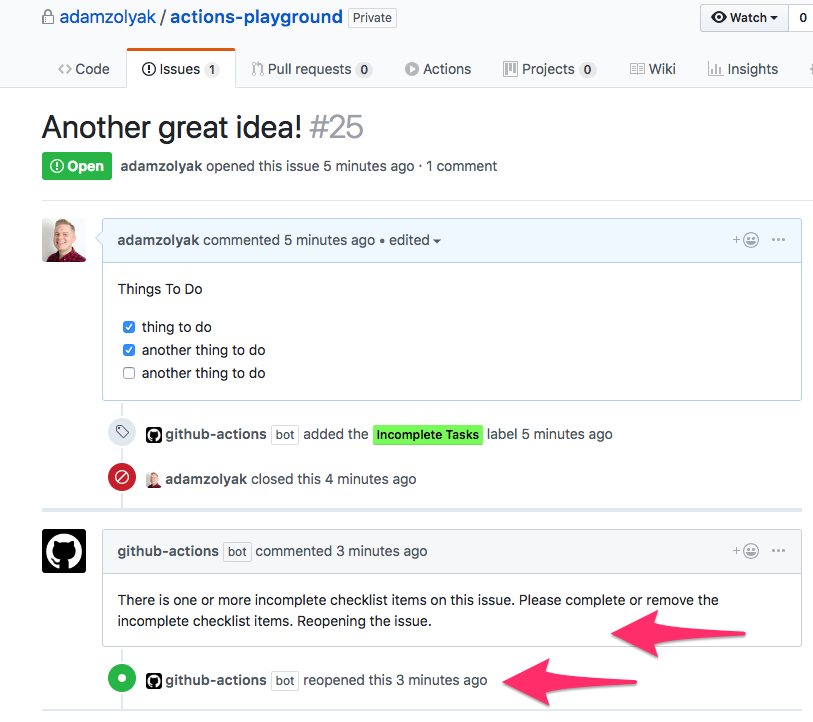 adamzolyak / actions-playground Private Watch 0
Code Issues 1 Pull requests 0 Actions Projects 0 Wiki Insights
Another great idea! #25
Open adamzolyak opened this issue 5 minutes ago · 1 comment
adamzolyak commented 5 minutes ago • edited
Things To Do
thing to do
another thing to do
another thing to do
github-actions bot added the Incomplete Tasks label 5 minutes ago
adamzolyak closed this 4 minutes ago
github-actions bot commented 3 minutes ago
There is one or more incomplete checklist items on this issue. Please complete or remove the
incomplete checklist items. Reopening the issue.
github-actions bot reopened this 3 minutes ago